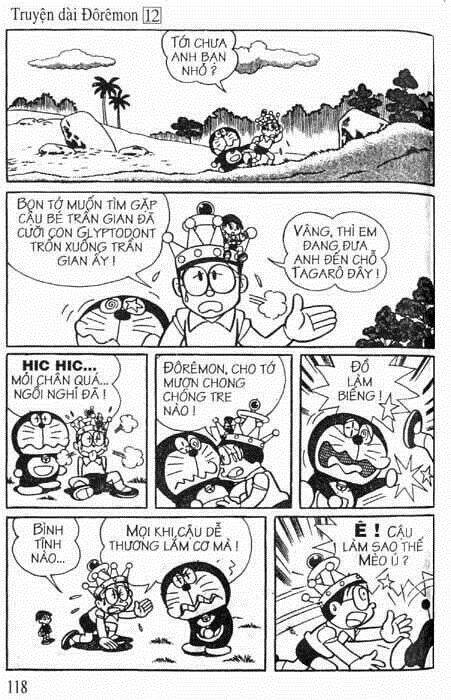 Truyện dài Đôrêmon 12
TỚI CHƯA
ANH BẠN
NHỎ ?
BỌN TỚ MUỐN TÌM GẶP
CẬU BÉ TRẦN GIAN ĐÃ
CƯỠI CON GLYPTODONT
TRỐN XUỐNG TRẦN
GIAN ẤY !
VÂNG, THÌ EM
ĐANG ĐƯA
ANH ĐẾN CHỖ
TAGARÔ ĐÂY !
HIC HIC...
MỎI CHÂN QUÁ...
NGỒI NGHỈ ĐÃ !
ĐÔRÊMON, CHO TỚ
MƯỢN CHONG
CHÓNG TRE
NÀO !
ĐỒ
LÀM
BIẾNG !
BÌNH
TĨNH
NÀO...
MỌI KHI CẬU DỄ
THƯƠNG LẮM CƠ MÀ !
Ê ! CẬU
LÀM SAO THẾ
MÈO Ú ?
118